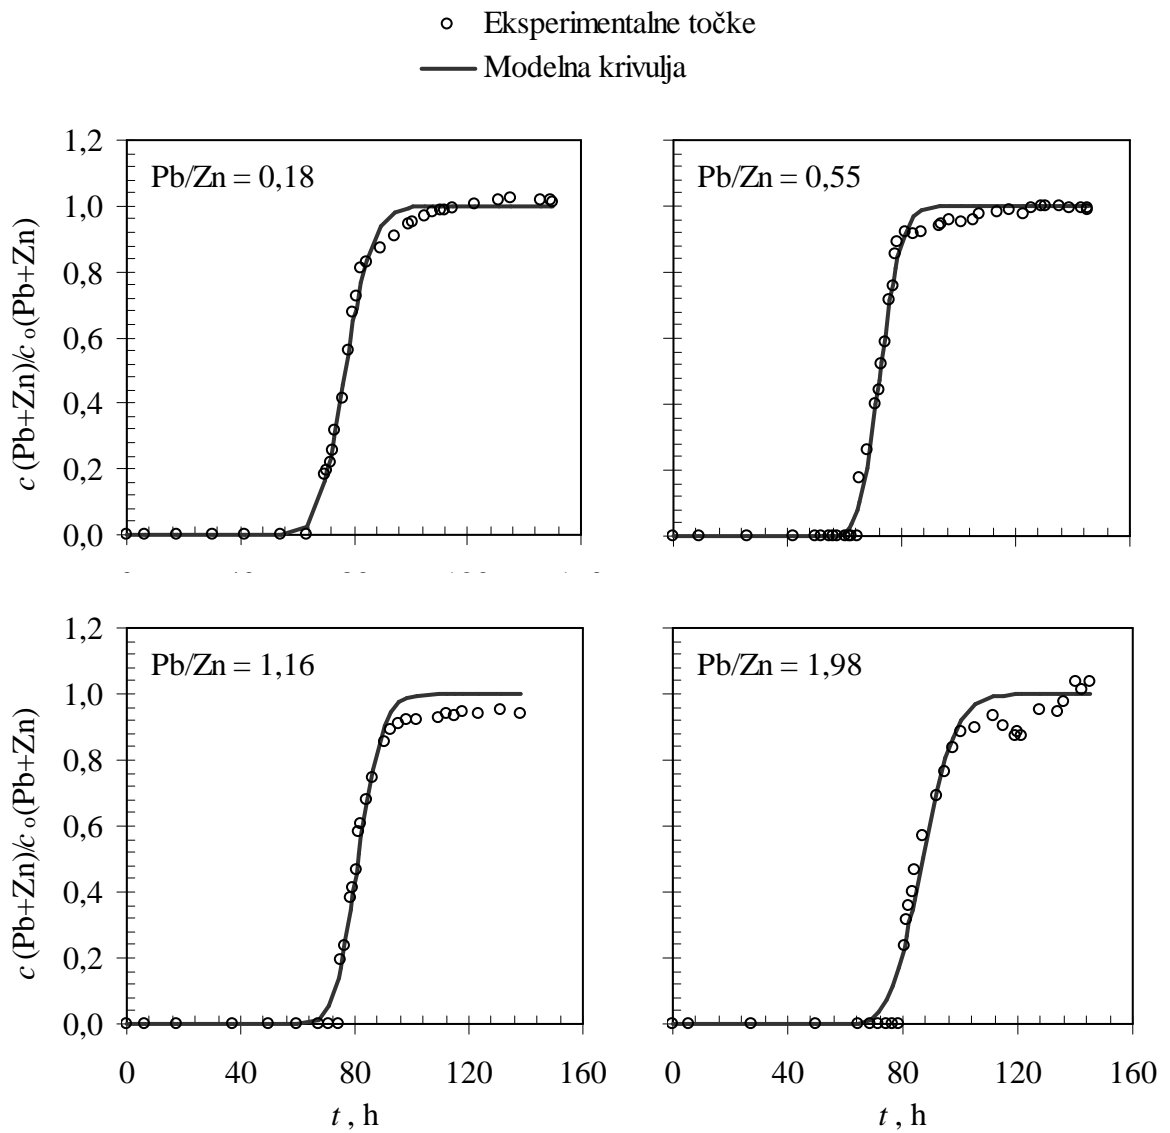 Eksperimentalne točke
Modelna krivulja
1,2
1,0
0,8
0,6
0,4
0,2
0,0
c (Pb+Zn)/c o(Pb+Zn)
Pb/Zn = 0,18
Pb/Zn = 0,55
1,2
1,0
0,8
0,6
0,4
0,2
0,0
c (Pb+Zn)/c o(Pb+Zn)
Pb/Zn = 1,16
Pb/Zn = 1,98
0 40 80 120 160
0 40 80 120 160
t , h
t , h